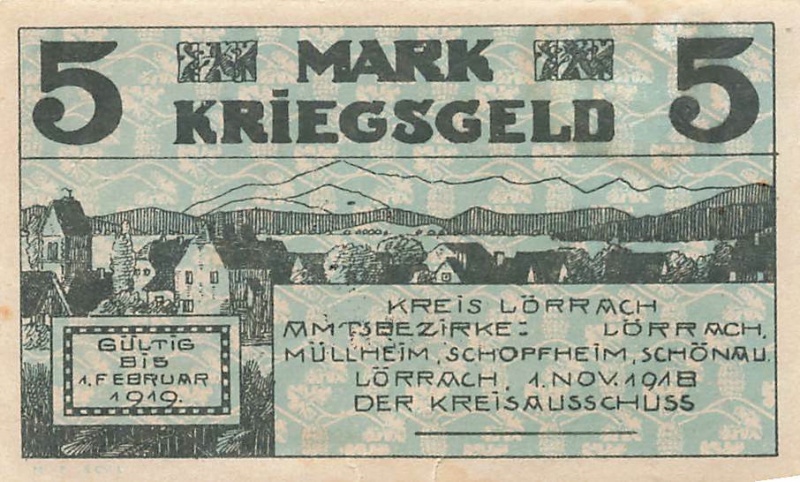 5 MARK 5
KRIEGSGELD
KREIS LÖRRACH
AMTSBEZIRKE: LÖRRACH,
MÜLLHEIM, SCHOPFHEIM, SCHÖNAU.
LÖRRACH, 1. NOV. 1918
DER KREISAUSSCHUSS
GÜLTIG
BIS
1. FEBRUAR
1919.